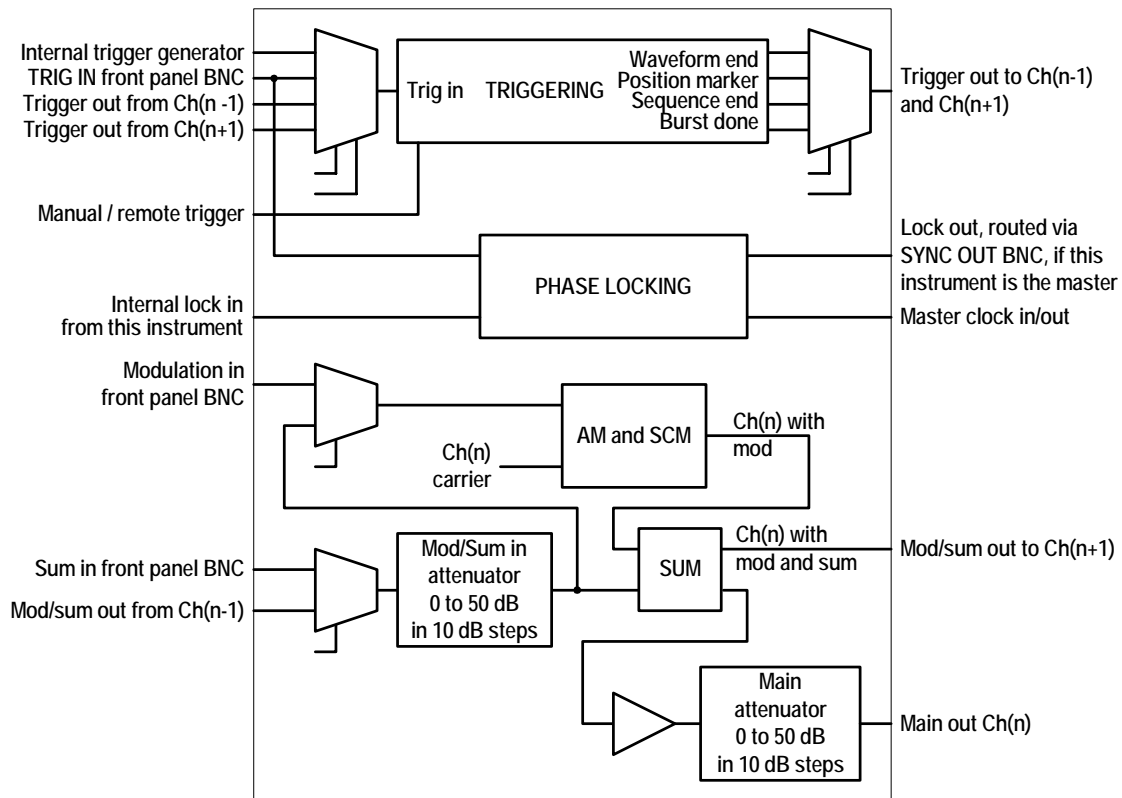 Internal trigger generator
TRIG IN front panel BNC
Trigger out from Ch(n -1)
Trigger out from Ch(n+1)
Trig in
TRIGGERING
Waveform end
Position marker
Sequence end
Burst done
Trigger out to Ch(n-1)
and Ch(n+1)
Manual / remote trigger
PHASE LOCKING
Lock out, routed via
SYNC OUT BNC, if this
instrument is the master
Internal lock in
from this instrument
Master clock in/out
Modulation in
front panel BNC
Ch(n)
carrier
AM and SCM
Ch(n) with
mod
Sum in front panel BNC
Mod/sum out from Ch(n-1)
Mod/Sum in
attenuator
0 to 50 dB
in 10 dB steps
SUM
Ch(n) with
mod and sum
Mod/sum out to Ch(n+1)
Main
attenuator
0 to 50 dB
in 10 dB steps
Main out Ch(n)